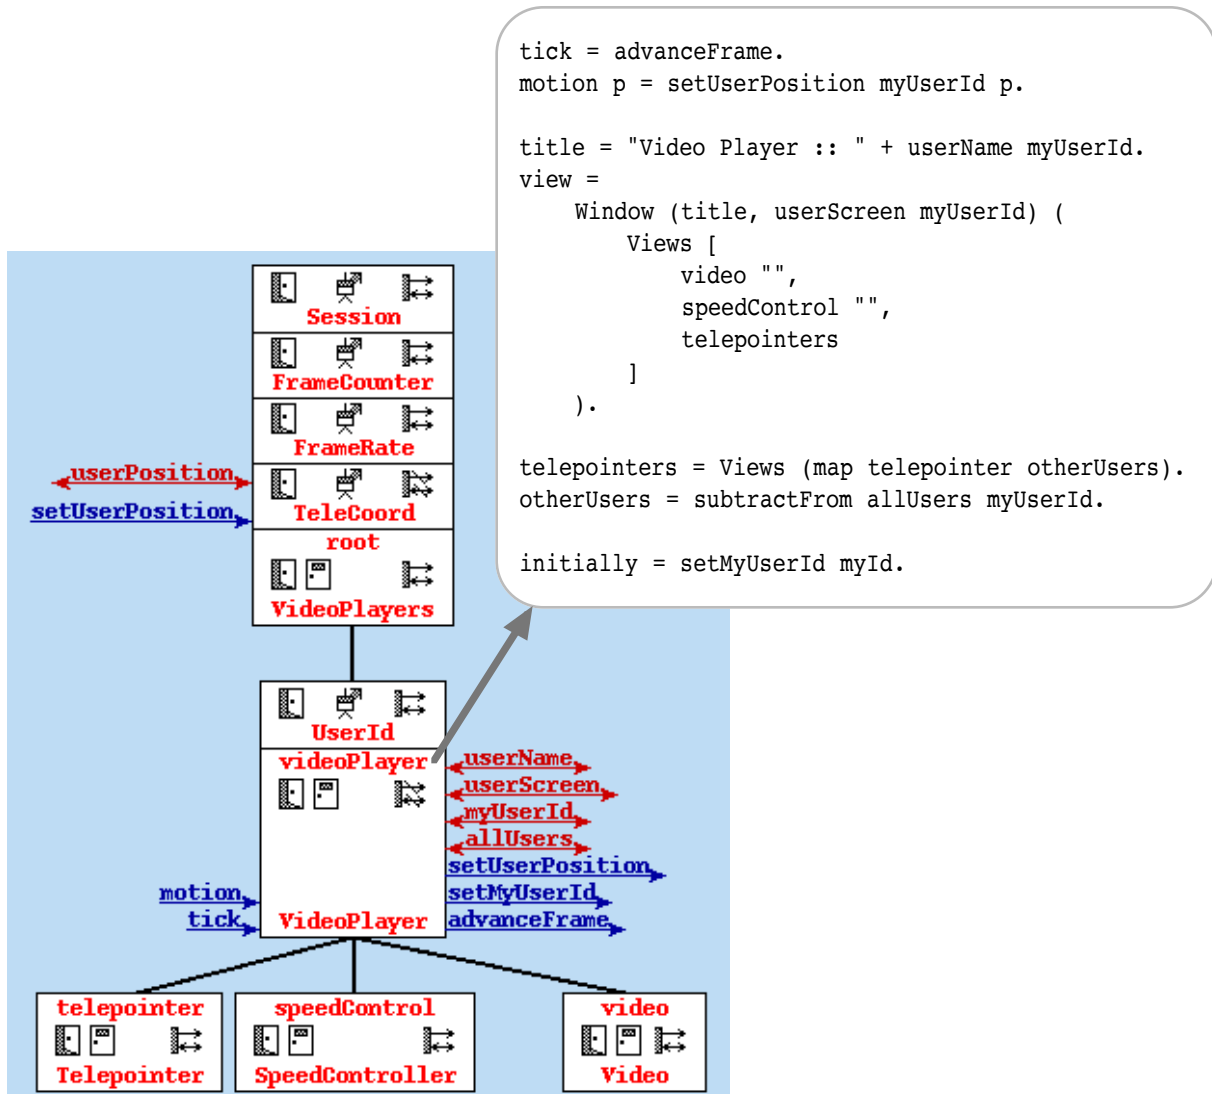 tick = advanceFrame.
motion p = setUserPosition myUserId p.
title = "Video Player :: " + userName myUserId.
view =
    Window (title, userScreen myUserId) (
        Views [
            video "",
            speedControl "",
            telepointers
        ]
    ).
telepointers = Views (map telepointer otherUsers).
otherUsers = subtractFrom allUsers myUserId.
initially = setMyUserId myId.
Session
FrameCounter
FrameRate
userPosition
setUserPosition
TeleCoord
root
VideoPlayers
UserId
videoPlayer
userName
userScreen
myUserId
allUsers
setUserPosition
motion
setMyUserId
tick
VideoPlayer
advanceFrame
telepointer
Telepointer
speedControl
SpeedController
video
Video